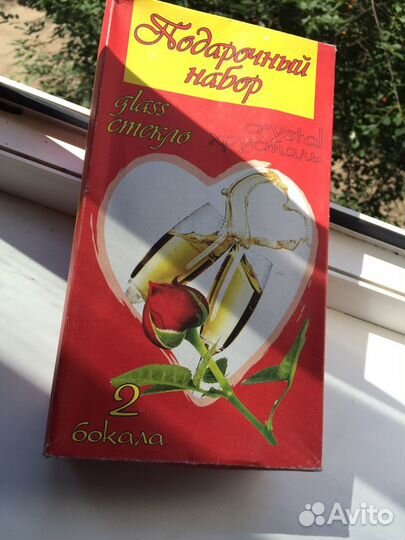 Подарочный
набор
glass
стекло
crystal
хрусталь
2
бокала
Avito